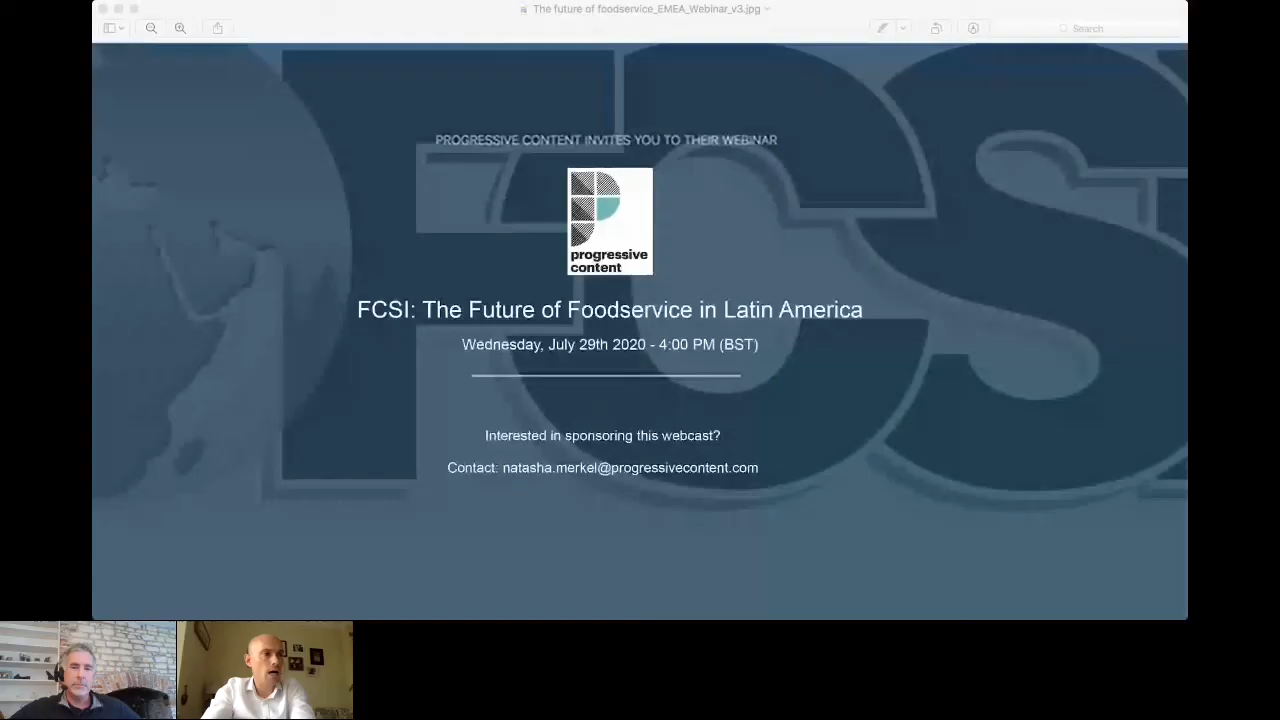 The future of foodservice_EMEA_Webinar_v3.jpg
Search
PROGRESSIVE CONTENT INVITES YOU TO THEIR WEBINAR
progressive
content
FCSI: The Future of Foodservice in Latin America
Wednesday, July 29th 2020 - 4:00 PM (BST)
Interested in sponsoring this webcast?
Contact: natasha.merkel@progressivecontent.com
FCS